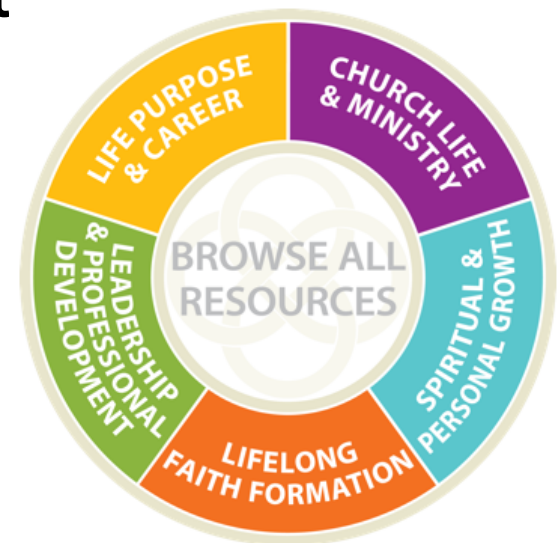 LIFE PURPOSE
& CAREER
CHURCH LIFE
& MINISTRY
SPIRITUAL &
PERSONAL GROWTH
LIFELONG
FAITH FORMATION
LEADERSHIP
& PROFESSIONAL
DEVELOPMENT
BROWSE ALL
RESOURCES